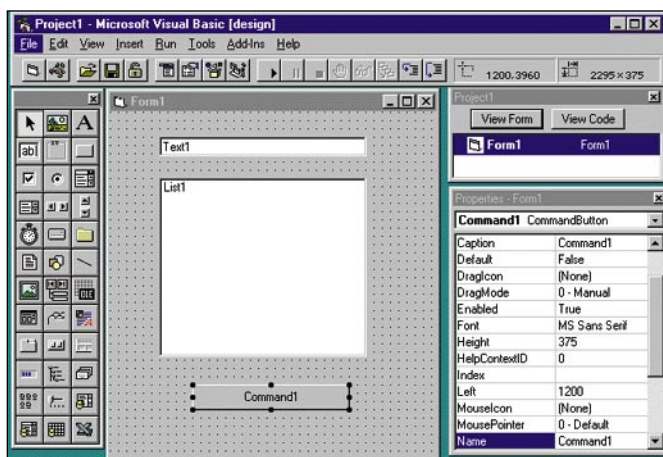 Project1 - Microsoft Visual Basic [design]
File Edit View Insert Run Tools Add-Ins Help
1200,3960 2295×375
A
ab|
OLE
Form1
Text1
List1
Command1
Project1
View Form View Code
Form1 Form1
Properties - Form1
Command1 CommandButton
Caption Command1
Default False
DragIcon (None)
DragMode 0 - Manual
Enabled True
Font MS Sans Serif
Height 375
HelpContextID 0
Index
Left 1200
MouseIcon (None)
MousePointer 0 - Default
Name Command1